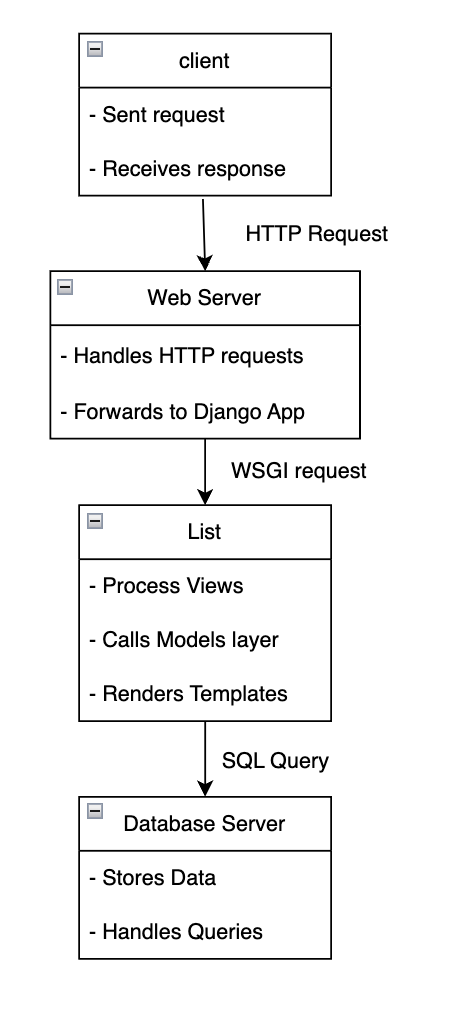 client
- Sent request
- Receives response
HTTP Request
Web Server
- Handles HTTP requests
- Forwards to Django App
WSGI request
List
- Process Views
- Calls Models layer
- Renders Templates
SQL Query
Database Server
- Stores Data
- Handles Queries